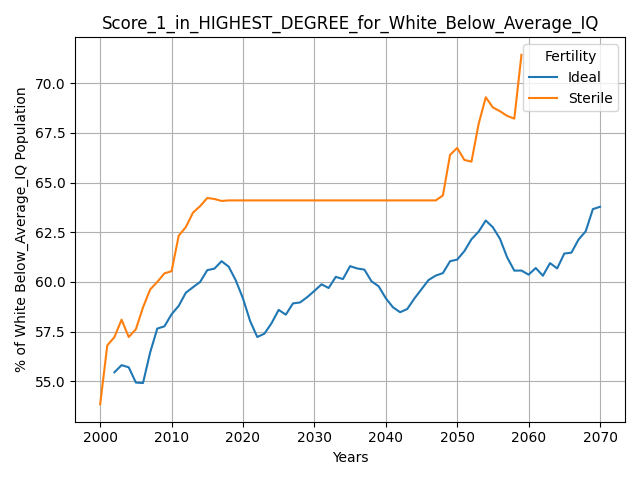 Score_1_in_HIGHEST_DEGREE_for_White_Below_Average_IQ
% of White Below_Average_IQ Population
70.0
67.5
65.0
62.5
60.0
57.5
55.0
Fertility
Ideal
Sterile
2000 2010 2020 2030 2040 2050 2060 2070
Years